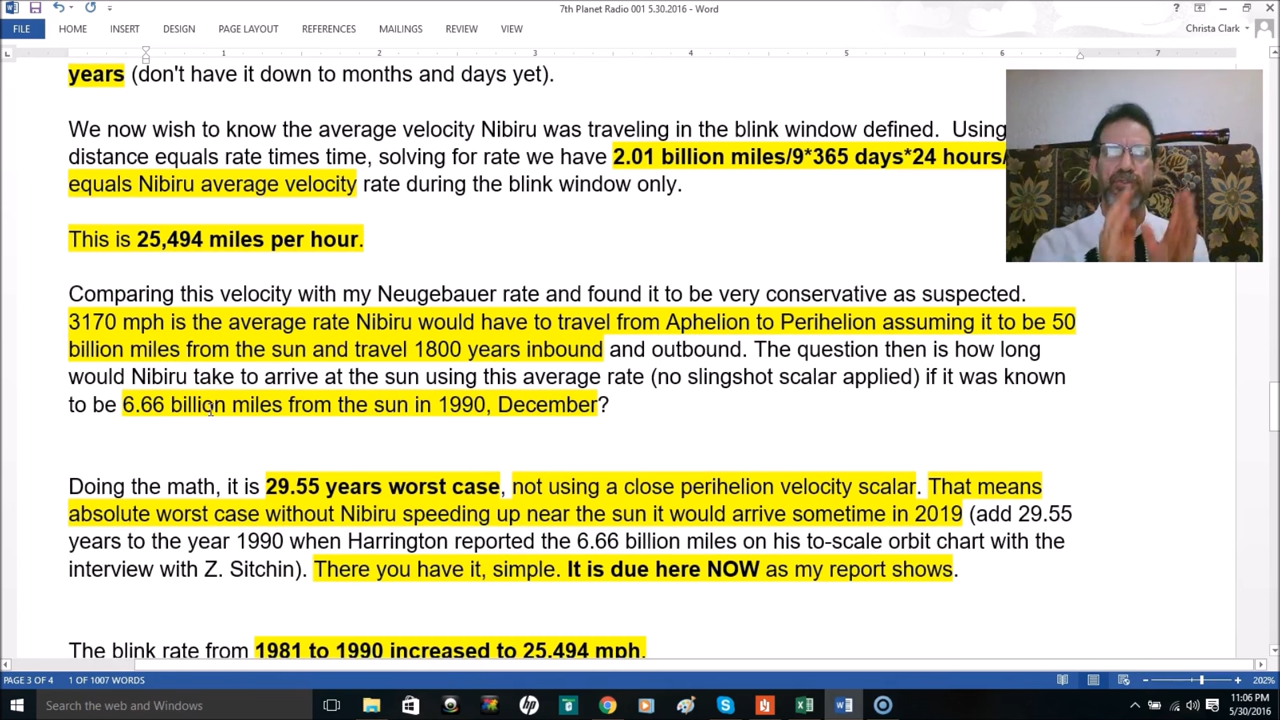 7th Planet Radio 001 5.30.2016 - Word
FILE HOME INSERT DESIGN PAGE LAYOUT REFERENCES MAILINGS REVIEW VIEW Christa Clark
1 2 3 4 5 6 7
years (don't have it down to months and days yet).
We now wish to know the average velocity Nibiru was traveling in the blink window defined. Using
distance equals rate times time, solving for rate we have 2.01 billion miles/9*365 days*24 hours/
equals Nibiru average velocity rate during the blink window only.
This is 25,494 miles per hour.
Comparing this velocity with my Neugebauer rate and found it to be very conservative as suspected.
3170 mph is the average rate Nibiru would have to travel from Aphelion to Perihelion assuming it to be 50
billion miles from the sun and travel 1800 years inbound and outbound. The question then is how long
would Nibiru take to arrive at the sun using this average rate (no slingshot scalar applied) if it was known
to be 6.66 billion miles from the sun in 1990, December?
Doing the math, it is 29.55 years worst case, not using a close perihelion velocity scalar. That means
absolute worst case without Nibiru speeding up near the sun it would arrive sometime in 2019 (add 29.55
years to the year 1990 when Harrington reported the 6.66 billion miles on his to-scale orbit chart with the
interview with Z. Sitchin). There you have it, simple. It is due here NOW as my report shows.
The blink rate from 1981 to 1990 increased to 25,494 mph.
PAGE 3 OF 4 1 OF 1007 WORDS 202%
Search the web and Windows 11:06 PM
5/30/2016